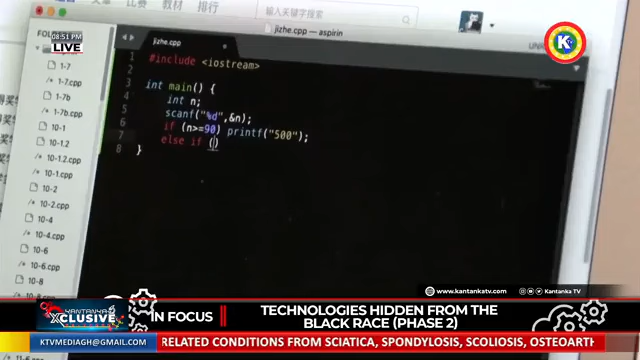 文章 比赛 教材 排行
输入关键字搜索
08:51 PM
LIVE
jizhe.cpp — aspirin
UNR
FOL
jizhe.cpp
1 #include <iostream>
2
3 int main() {
4 int n;
5 scanf("%d",&n);
6 if (n>=90) printf("500");
7 else if ()
8 }
1-7
/* 1-7.cpp
1-7b
/* 1-7b.cpp
10-1
/* 10-1.cpp
10-1.2
/* 10-1.2.cpp
10-2
/* 10-2.cpp
10-4
/* 10-4.cpp
10-6
/* 10-6.cpp
10-8
K
www.kantankatv.com
Kantanka TV
KANTANKA
XCLUSIVE
IN FOCUS
TECHNOLOGIES HIDDEN FROM THE
BLACK RACE (PHASE 2)
KTVMEDIAGH@GMAIL.COM
RELATED CONDITIONS FROM SCIATICA, SPONDYLOSIS, SCOLIOSIS, OSTEOARTH